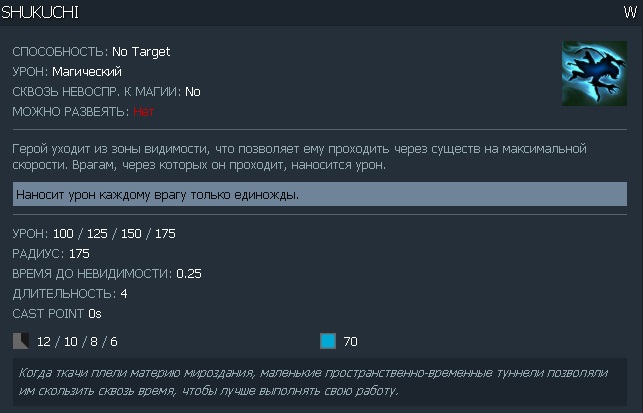 SHUKUCHI W
СПОСОБНОСТЬ: No Target
УРОН: Магический
СКВОЗЬ НЕВОСПР. К МАГИИ: No
МОЖНО РАЗВЕЯТЬ: Нет
Герой уходит из зоны видимости, что позволяет ему проходить через существ на максимальной
скорости. Врагам, через которых он проходит, наносится урон.
Наносит урон каждому врагу только единожды.
УРОН: 100 / 125 / 150 / 175
РАДИУС: 175
ВРЕМЯ ДО НЕВИДИМОСТИ: 0.25
ДЛИТЕЛЬНОСТЬ: 4
CAST POINT 0s
12 / 10 / 8 / 6 70
Когда ткачи плели материю мироздания, маленькие пространственно-временные туннели позволяли
им скользить сквозь время, чтобы лучше выполнять свою работу.